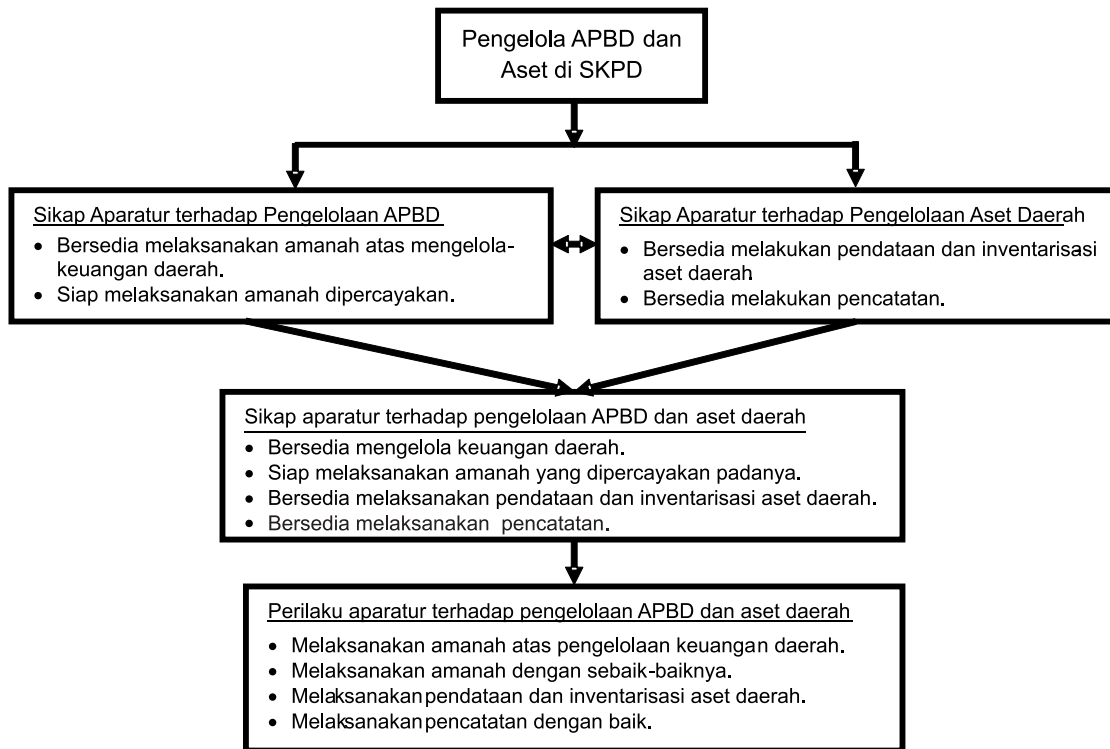 Pengelola APBD dan
Aset di SKPD
Sikap Aparatur terhadap Pengelolaan APBD
• Bersedia melaksanakan amanah atas mengelola-
keuangan daerah.
• Siap melaksanakan amanah dipercayakan.
Sikap Aparatur terhadap Pengelolaan Aset Daerah
• Bersedia melakukan pendataan dan inventarisasi
aset daerah
• Bersedia melakukan pencatatan.
Sikap aparatur terhadap pengelolaan APBD dan aset daerah
• Bersedia mengelola keuangan daerah.
• Siap melaksanakan amanah yang dipercayakan padanya.
• Bersedia melaksanakan pendataan dan inventarisasi aset daerah.
• Bersedia melaksanakan pencatatan.
Perilaku aparatur terhadap pengelolaan APBD dan aset daerah
• Melaksanakan amanah atas pengelolaan keuangan daerah.
• Melaksanakan amanah dengan sebaik-baiknya.
• Melaksanakan pendataan dan inventarisasi aset daerah.
• Melaksanakan pencatatan dengan baik.